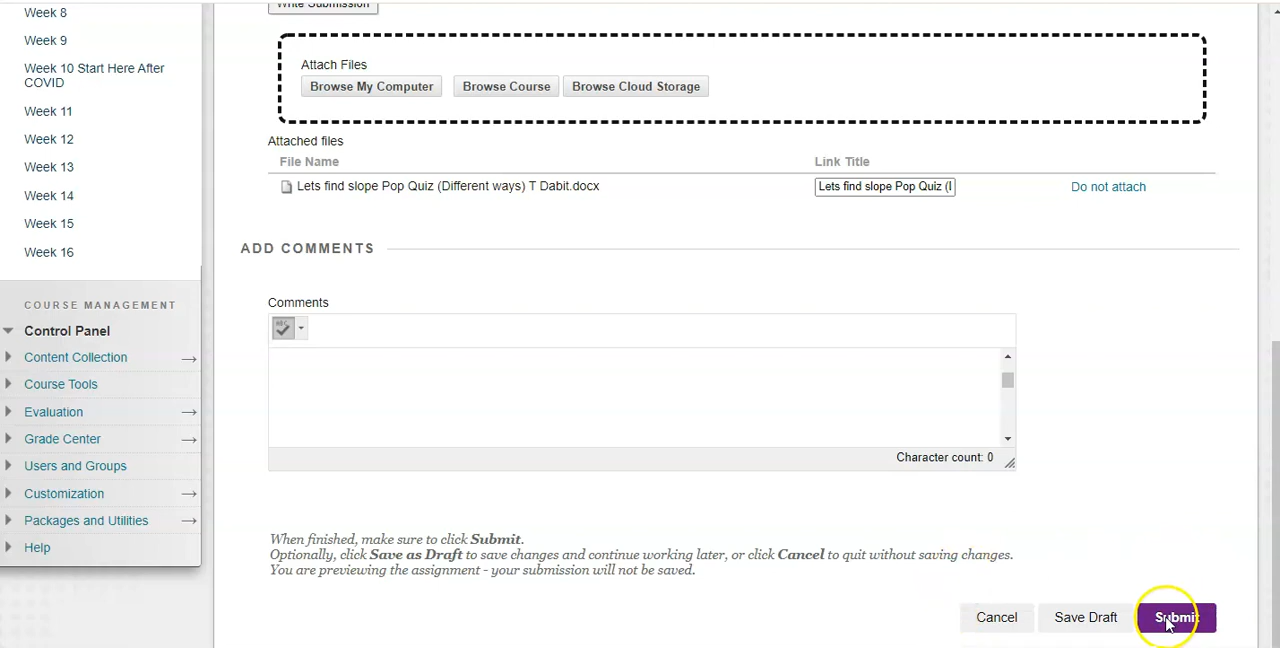 Week 8
Week 9
Week 10 Start Here After
COVID
Week 11
Week 12
Week 13
Week 14
Week 15
Week 16
COURSE MANAGEMENT
Control Panel
Content Collection
Course Tools
Evaluation
Grade Center
Users and Groups
Customization
Packages and Utilities
Help
Write Submission
Attach Files
Browse My Computer Browse Course Browse Cloud Storage
Attached files
File Name Link Title
Lets find slope Pop Quiz (Different ways) T Dabit.docx Lets find slope Pop Quiz ( Do not attach
ADD COMMENTS
Comments
ABC
Character count: 0
When finished, make sure to click Submit.
Optionally, click Save as Draft to save changes and continue working later, or click Cancel to quit without saving changes.
You are previewing the assignment - your submission will not be saved.
Cancel Save Draft Submit